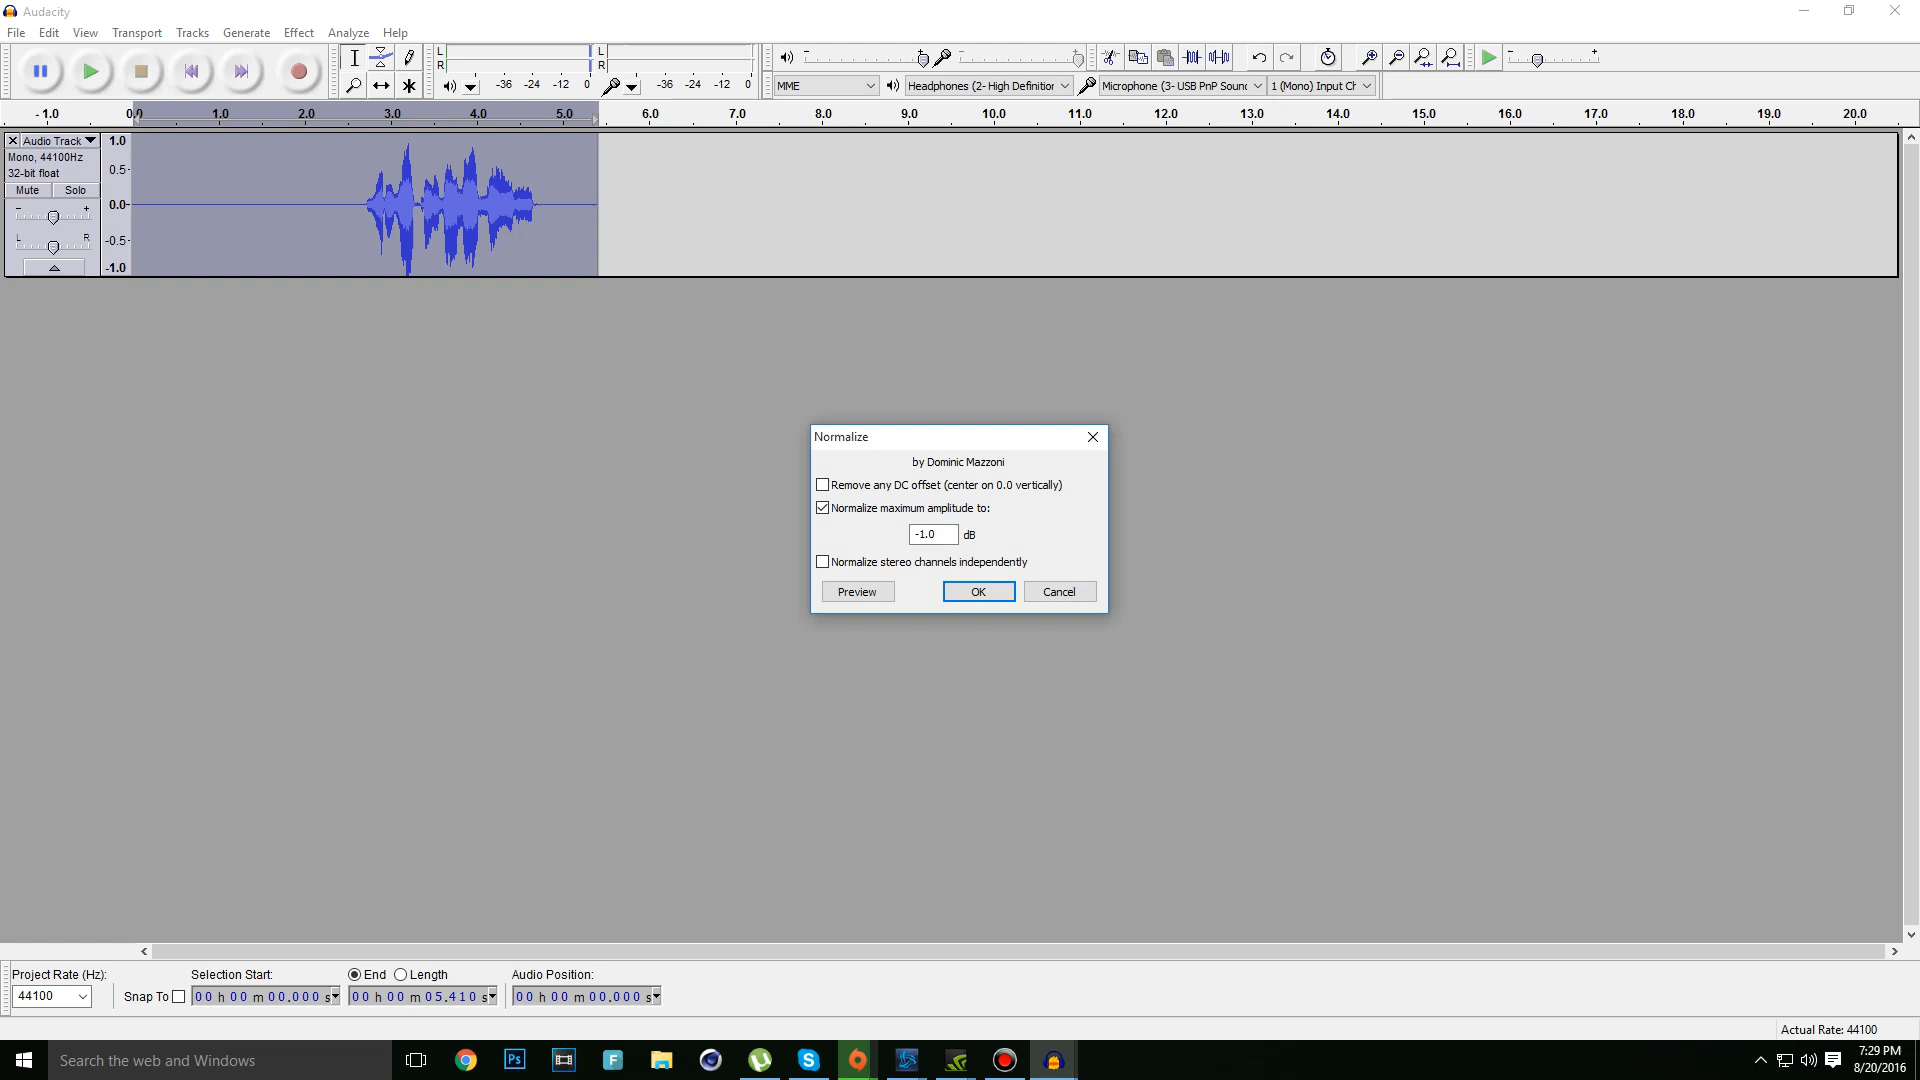 Audacity
File Edit View Transport Tracks Generate Effect Analyze Help
L R -36 -24 -12 0
L R -36 -24 -12 0
MME
Headphones (2- High Definition
Microphone (3- USB PnP Sound
1 (Mono) Input Ch
- 1.0 0.0 1.0 2.0 3.0 4.0 5.0 6.0 7.0 8.0 9.0 10.0 11.0 12.0 13.0 14.0 15.0 16.0 17.0 18.0 19.0 20.0
Audio Track
Mono, 44100Hz
32-bit float
Mute Solo
- +
L R
1.0
0.5
0.0
-0.5
-1.0
Normalize
by Dominic Mazzoni
Remove any DC offset (center on 0.0 vertically)
Normalize maximum amplitude to:
-1.0 dB
Normalize stereo channels independently
Preview OK Cancel
Project Rate (Hz): Selection Start: End Length Audio Position:
44100 Snap To 00 h 00 m 00.000 s 00 h 00 m 05.410 s 00 h 00 m 00.000 s
Actual Rate: 44100
Search the web and Windows
Ps
F
S
7:29 PM
8/20/2016